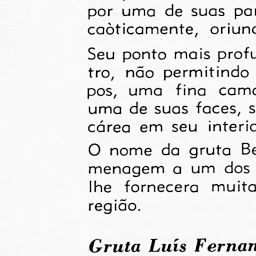 por uma de suas par
caòticamente, oriund
Seu ponto mais profu
tro, não permitindo
pos, uma fina cama
uma de suas faces, s
cárea em seu interio
O nome da gruta Be
menagem a um dos
lhe fornecera muita
região.
Gruta Luís Fernan